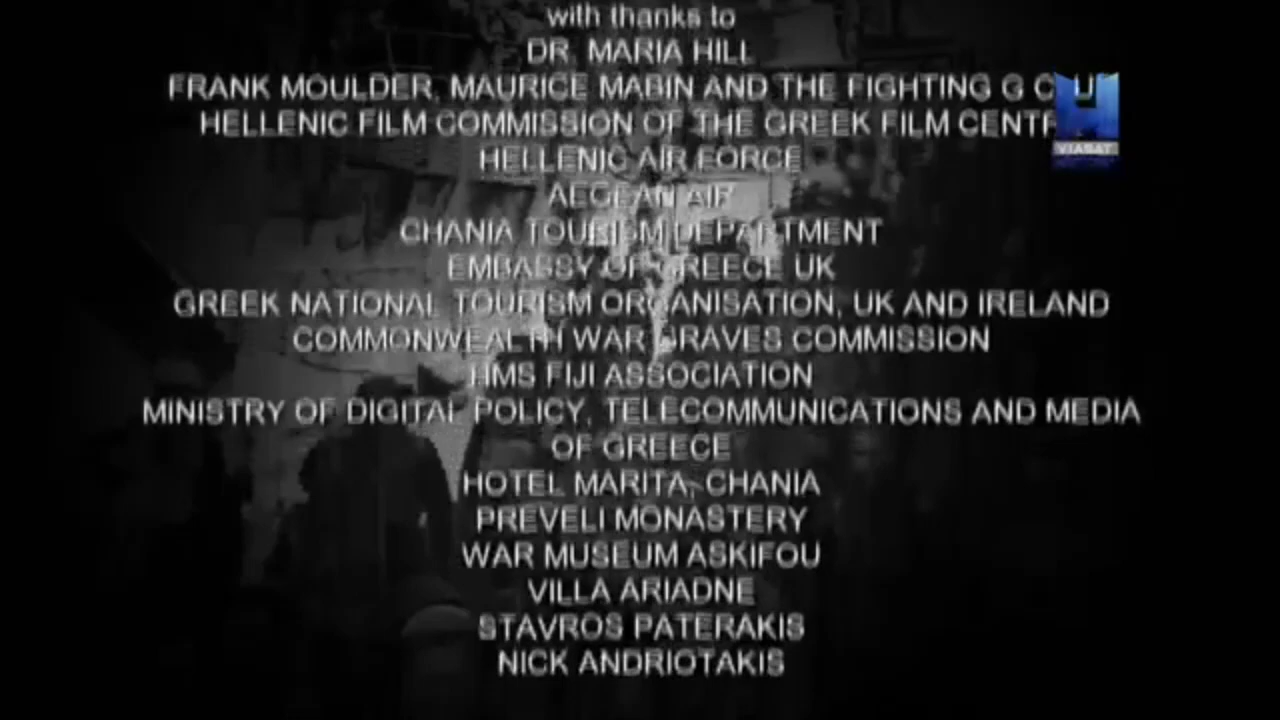 with thanks to
DR. MARIA HILL
FRANK MOULDER, MAURICE MABIN AND THE FIGHTING G
HELLENIC FILM COMMISSION OF THE GREEK FILM
HELLENIC AIR FORCE
AEGEAN AIR
CHANIA TOURISM DEPARTMENT
EMBASSY OF GREECE UK
GREEK NATIONAL TOURISM ORGANISATION, UK AND IRELAND
COMMONWEALTH WAR GRAVES COMMISSION
HMS FIJI ASSOCIATION
MINISTRY OF DIGITAL POLICY, TELECOMMUNICATIONS AND MEDIA
OF GREECE
HOTEL MARITA, CHANIA
PREVELI MONASTERY
WAR MUSEUM ASKIFOU
VILLA ARIADNE
STAVROS PATERAKIS
NICK ANDRIOTAKIS
H
VIASAT